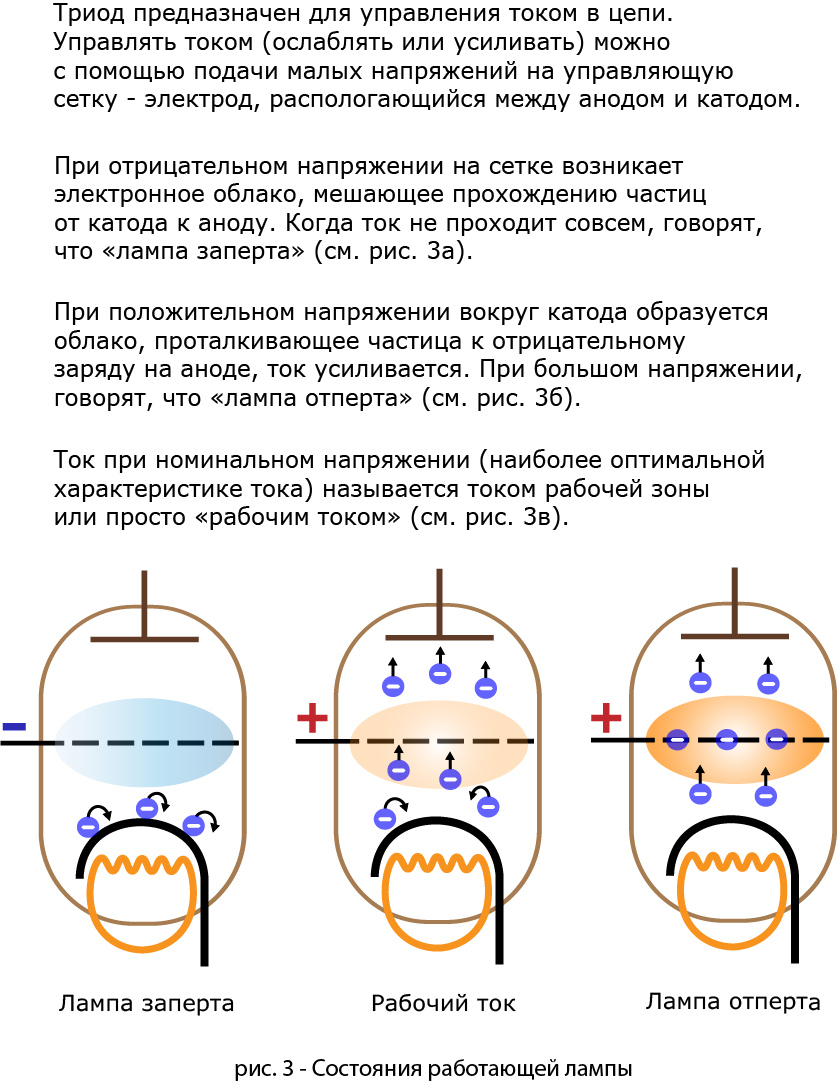 Триод предназначен для управления током в цепи.
Управлять током (ослаблять или усиливать) можно
с помощью подачи малых напряжений на управляющую
сетку - электрод, распологающийся между анодом и катодом.
При отрицательном напряжении на сетке возникает
электронное облако, мешающее прохождению частиц
от катода к аноду. Когда ток не проходит совсем, говорят,
что «лампа заперта» (см. рис. 3а).
При положительном напряжении вокруг катода образуется
облако, проталкивающее частица к отрицательному
заряду на аноде, ток усиливается. При большом напряжении,
говорят, что «лампа отперта» (см. рис. 3б).
Ток при номинальном напряжении (наиболее оптимальной
характеристике тока) называется током рабочей зоны
или просто «рабочим током» (см. рис. 3в).
Лампа заперта
Рабочий ток
Лампа отперта
рис. 3 - Состояния работающей лампы